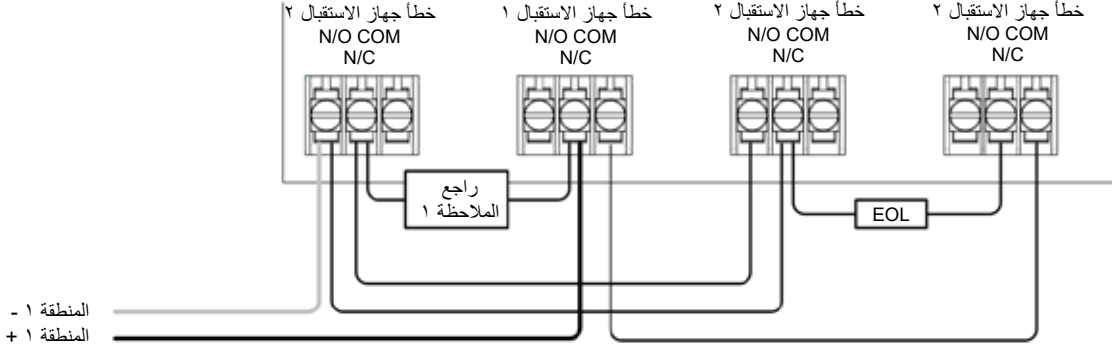 خطأ جهاز الاستقبال ٢
N/O COM
N/C
خطأ جهاز الاستقبال ١
N/O COM
N/C
خطأ جهاز الاستقبال ٢
N/O COM
N/C
خطأ جهاز الاستقبال ٢
N/O COM
N/C
راجع
الملاحظة ١
EOL
المنطقة ١ -
المنطقة ١ +